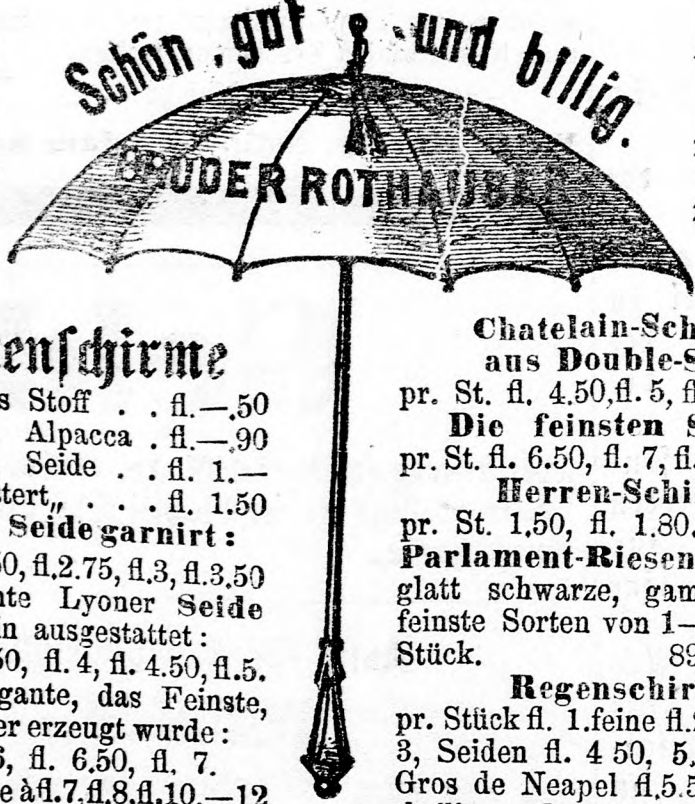 Schön, gut und billig.
BRÜDER ROTHAUBER
enschirme
s Stoff . . fl.—.50
Alpacca . fl.—.90
Seide . . fl. 1.—
tert„ . . . fl. 1.50
Seide garnirt :
50, fl.2.75, fl.3, fl.3.50
nte Lyoner Seide
n ausgestattet :
50, fl. 4, fl. 4.50, fl.5.
gante, das Feinste,
er erzeugt wurde :
6, fl. 6.50, fl. 7.
e à fl.7, fl.8, fl.10.—12
Chatelain-Sch
aus Double-S
pr. St. fl. 4.50, fl. 5, fl
Die feinsten S
pr. St. fl. 6.50, fl. 7, fl.
Herren-Schi
pr. St. 1.50, fl. 1.80.
Parlament-Riesen
glatt schwarze, gam
feinste Sorten von 1—
Stück. 89
Regenschir
pr. Stück fl. 1.feine fl.2
3, Seiden fl. 4 50, 5.
Gros de Neapel fl.5.5